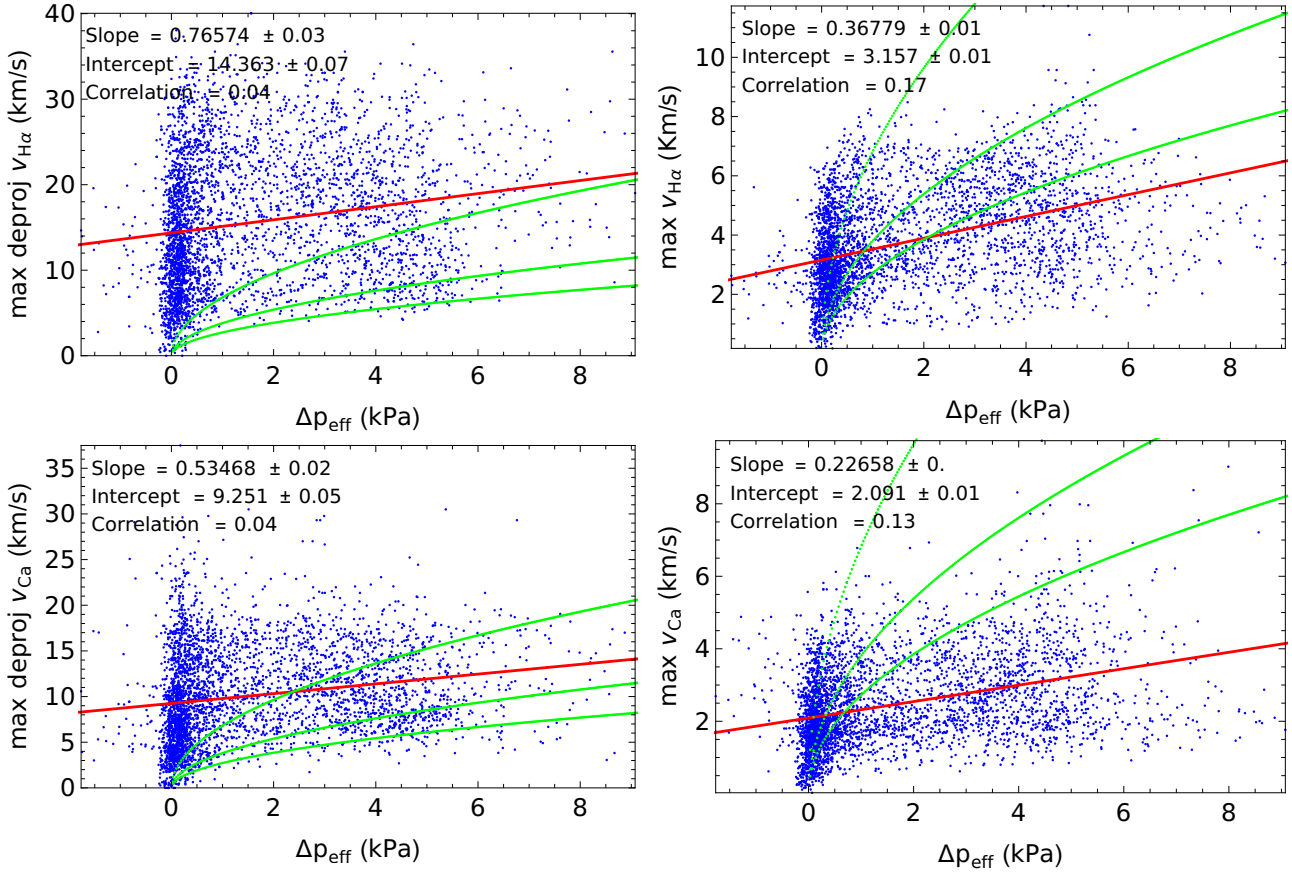 Slope = 0.76574 ± 0.03
Intercept = 14.363 ± 0.07
Correlation = 0.04
max deproj vHα (km/s)
0
10
20
30
40
0 2 4 6 8
Δpeff (kPa)
Slope = 0.36779 ± 0.01
Intercept = 3.157 ± 0.01
Correlation = 0.17
max vHα (Km/s)
2
4
6
8
10
0 2 4 6 8
Δpeff (kPa)
Slope = 0.53468 ± 0.02
Intercept = 9.251 ± 0.05
Correlation = 0.04
max deproj vCa (km/s)
0
5
10
15
20
25
30
35
0 2 4 6 8
Δpeff (kPa)
Slope = 0.22658 ± 0.
Intercept = 2.091 ± 0.01
Correlation = 0.13
max vCa (km/s)
2
4
6
8
0 2 4 6 8
Δpeff (kPa)